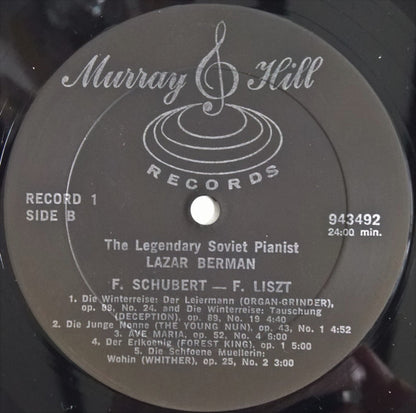 Murray Hill
RECORDS
RECORD 1
SIDE B
943492
24:00 min.
The Legendary Soviet Pianist
LAZAR BERMAN
F. SCHUBERT — F. LISZT
1. Die Winterreise: Der Leiermann (ORGAN-GRINDER),
op. 89, No. 24, and Die Winterreise: Tauschung
(DECEPTION), op. 89, No. 19 4:40
2. Die Junge Nonne (THE YOUNG NUN), op. 43, No. 1 4:52
3. AVE MARIA, op. 52, No. 4 5:00
4. Der Erlkoenig (FOREST KING), op. 1 5:00
5. Die Schoene Muellerin:
Wohin (WHITHER), op. 25, No. 2 3:00